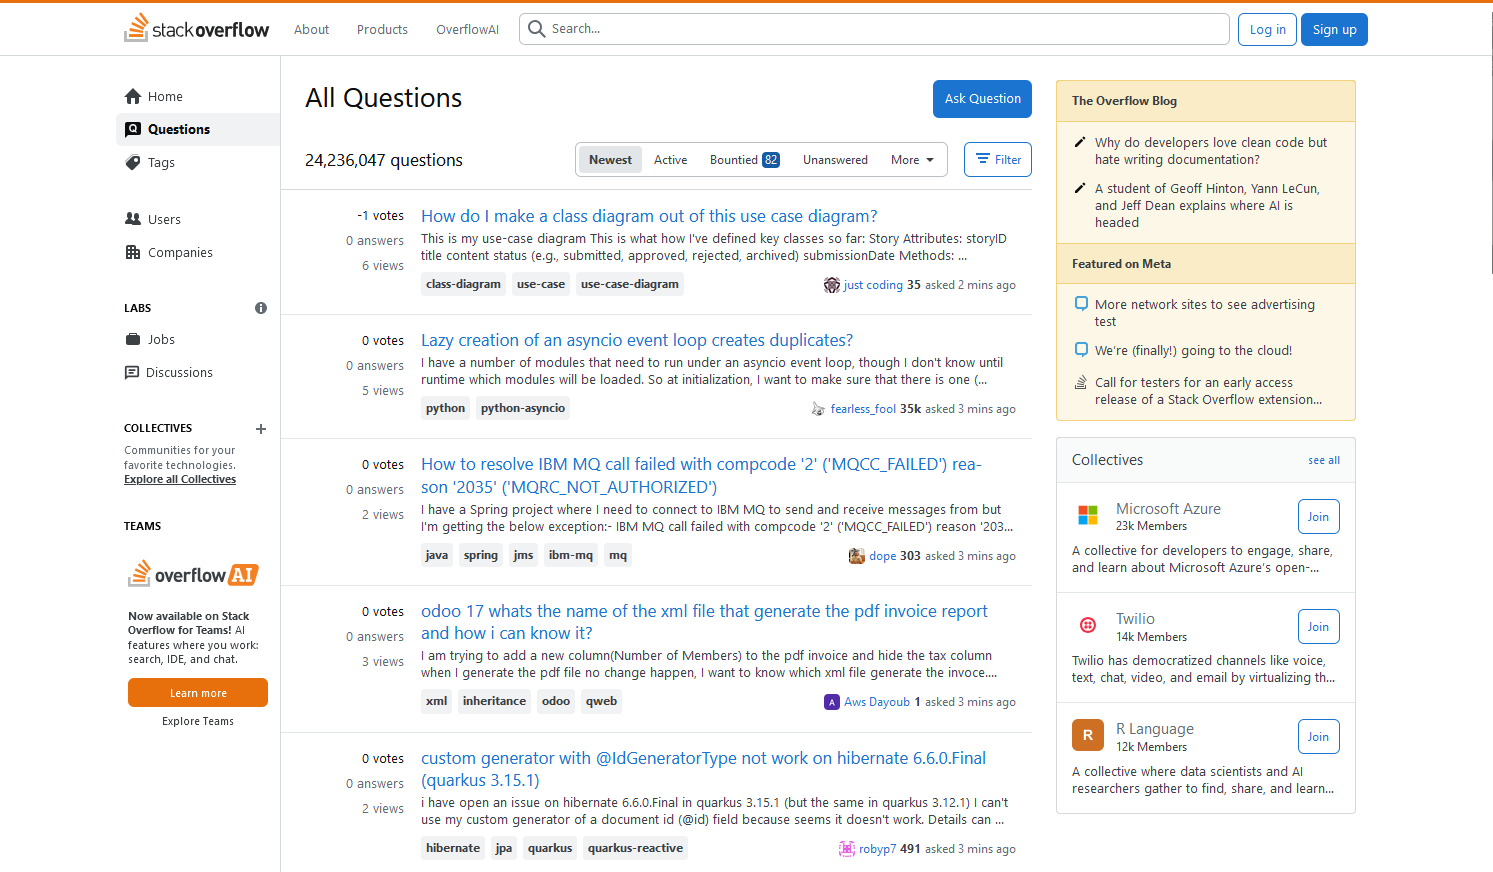 stackoverflow
About
Products
OverflowAI
Search...
Log in
Sign up
Home
Questions
Tags
Users
Companies
LABS
Jobs
Discussions
COLLECTIVES
Communities for your
favorite technologies.
Explore all Collectives
TEAMS
overflowAI
Now available on Stack
Overflow for Teams! AI
features where you work:
search, IDE, and chat.
Learn more
Explore Teams
All Questions
Ask Question
24,236,047 questions
Newest
Active
Bountied 82
Unanswered
More
Filter
-1 votes
0 answers
6 views
How do I make a class diagram out of this use case diagram?
This is my use-case diagram This is what how I've defined key classes so far: Story Attributes: storyID
title content status (e.g., submitted, approved, rejected, archived) submissionDate Methods: ...
class-diagram use-case use-case-diagram
just coding 35 asked 2 mins ago
0 votes
0 answers
5 views
Lazy creation of an asyncio event loop creates duplicates?
I have a number of modules that need to run under an asyncio event loop, though I don't know until
runtime which modules will be loaded. So at initialization, I want to make sure that there is one (...
python python-asyncio
fearless_fool 35k asked 3 mins ago
0 votes
0 answers
2 views
How to resolve IBM MQ call failed with compcode '2' ('MQCC_FAILED') rea-
son '2035' ('MQRC_NOT_AUTHORIZED')
I have a Spring project where I need to connect to IBM MQ to send and receive messages from but
I'm getting the below exception:- IBM MQ call failed with compcode '2' ('MQCC_FAILED') reason '203...
java spring jms ibm-mq mq
dope 303 asked 3 mins ago
0 votes
0 answers
3 views
odoo 17 whats the name of the xml file that generate the pdf invoice report
and how i can know it?
I am trying to add a new column(Number of Members) to the pdf invoice and hide the tax column
when I generate the pdf file no change happen, I want to know which xml file generate the invoce....
xml inheritance odoo qweb
A Aws Dayoub 1 asked 3 mins ago
0 votes
0 answers
2 views
custom generator with @IdGeneratorType not work on hibernate 6.6.0.Final
(quarkus 3.15.1)
i have open an issue on hibernate 6.6.0.Final in quarkus 3.15.1 (but the same in quarkus 3.12.1) I can't
use my custom generator of a document id (@id) field because seems it doesn't work. Details can ...
hibernate jpa quarkus quarkus-reactive
robyp7 491 asked 3 mins ago
The Overflow Blog
Why do developers love clean code but
hate writing documentation?
A student of Geoff Hinton, Yann LeCun,
and Jeff Dean explains where AI is
headed
Featured on Meta
More network sites to see advertising
test
We're (finally!) going to the cloud!
Call for testers for an early access
release of a Stack Overflow extension...
Collectives
see all
Microsoft Azure
23k Members
Join
A collective for developers to engage, share,
and learn about Microsoft Azure's open-...
Twilio
14k Members
Join
Twilio has democratized channels like voice,
text, chat, video, and email by virtualizing th...
R
R Language
12k Members
Join
A collective where data scientists and AI
researchers gather to find, share, and learn...